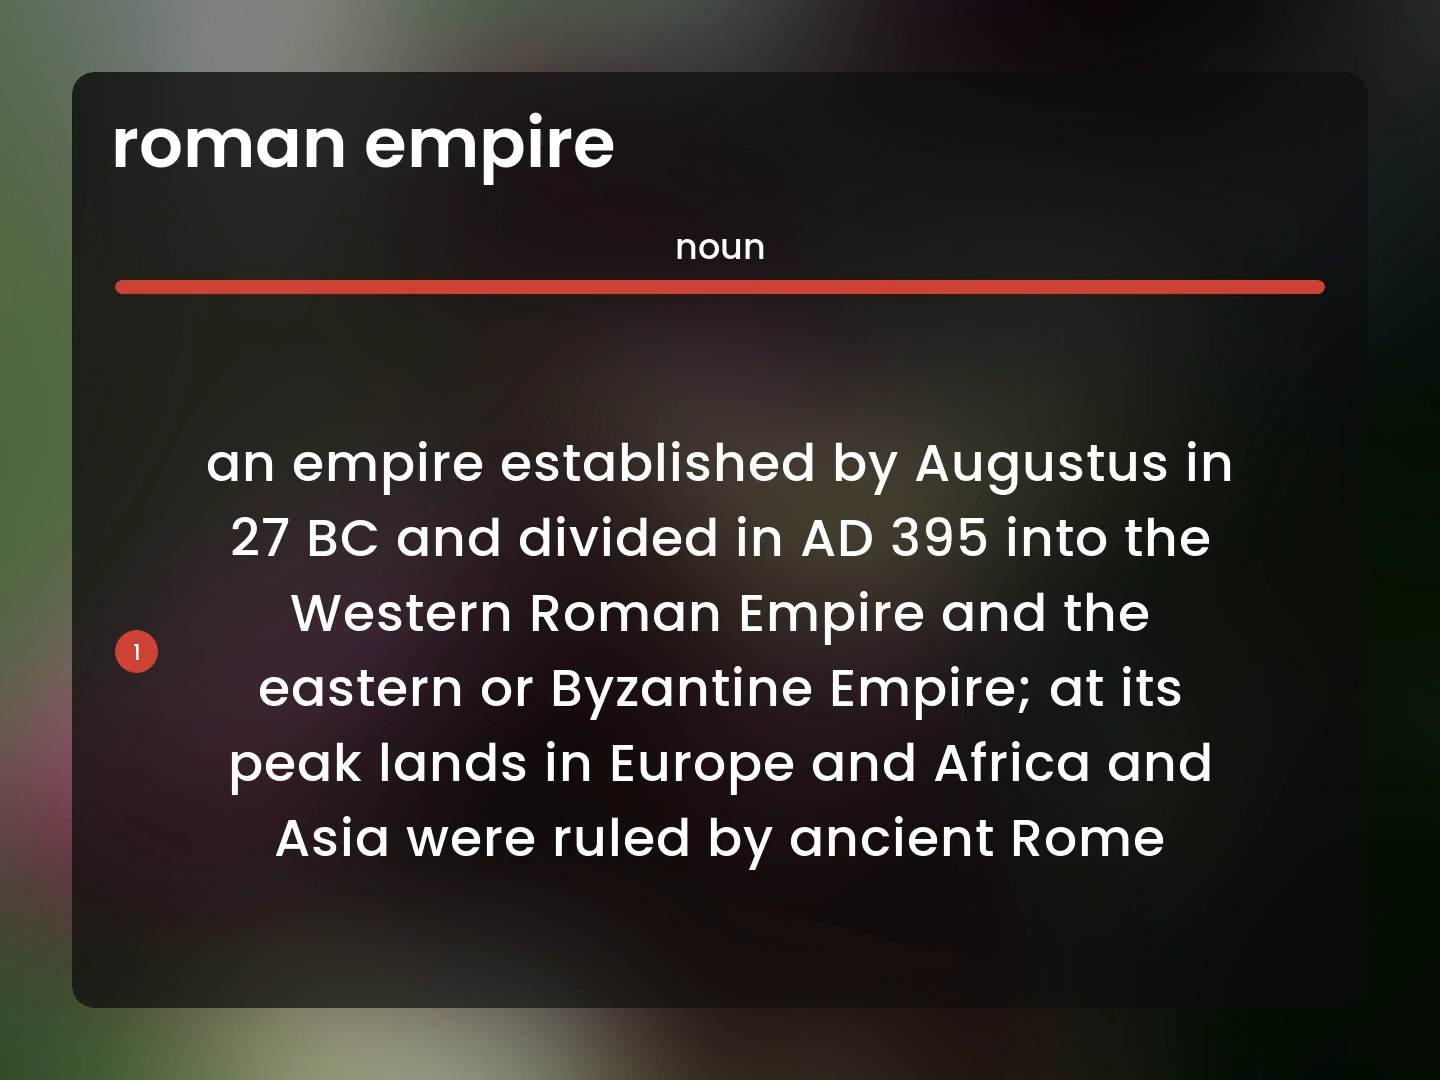 roman empire
noun
an empire established by Augustus in
27 BC and divided in AD 395 into the
Western Roman Empire and the
1
eastern or Byzantine Empire; at its
peak lands in Europe and Africa and
Asia were ruled by ancient Rome